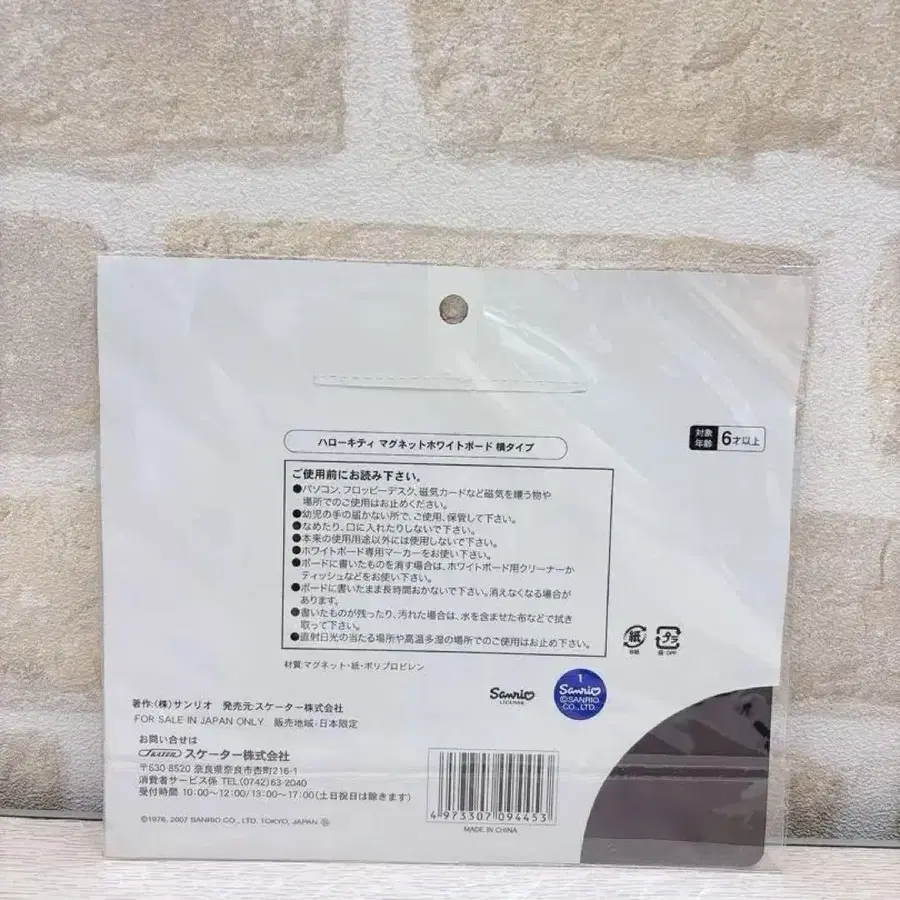 ハローキティ マグネットホワイトボード 横タイプ
対象年齢 6才以上
ご使用前にお読み下さい。
●パソコン、フロッピーデスク、磁気カードなど磁気を嫌う物や
場所でのご使用はお止めください。
●幼児の手の届かない所で、ご使用、保管して下さい。
●なめたり、口に入れたりしないで下さい。
●本来の使用用途以外には使用しないで下さい。
●ホワイトボード専用マーカーをお使い下さい。
●ボードに書いたものを消す場合は、ホワイトボード用クリーナーか
ティッシュなどをお使い下さい。
●ボードに書いたまま長時間おかないで下さい。消えなくなる場合が
あります。
●書いたものが残ったり、汚れた場合は、水を含ませた布などで拭き
取って下さい。
●直射日光の当たる場所や高温多湿の場所でのご使用はお止め下さい。
紙
プラ
材質:マグネット・紙・ポリプロピレン
Sanrio
LICENSE
1
Sanrio
©SANRIO
CO., LTD.
著作:(株)サンリオ 発売元:スケーター株式会社
FOR SALE IN JAPAN ONLY 販売地域:日本限定
お問い合せは
SKATER スケーター株式会社
〒630-8520 奈良県奈良市杏町216-1
消費者サービス係 TEL(0742)63-2040
受付時間 10:00~12:00/13:00~17:00(土日祝日は除きます)
©1976, 2007 SANRIO CO., LTD. TOKYO, JAPAN
4973307094453
MADE IN CHINA